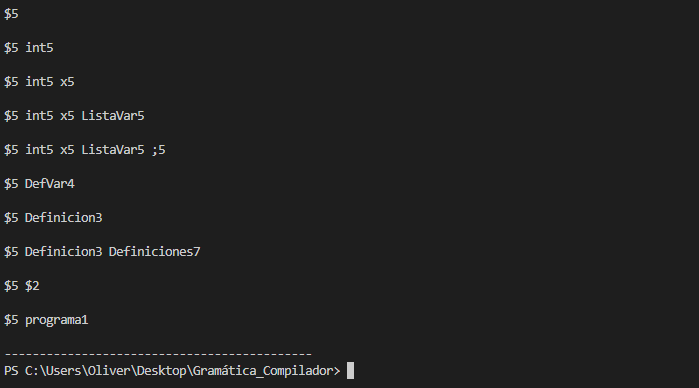 $5
$5 int5
$5 int5 x5
$5 int5 x5 ListaVar5
$5 int5 x5 ListaVar5 ;5
$5 DefVar4
$5 Definicion3
$5 Definicion3 Definiciones7
$5 $2
$5 programa1
--------------------------------------------
PS C:\Users\Oliver\Desktop\Gramática_Compilador>